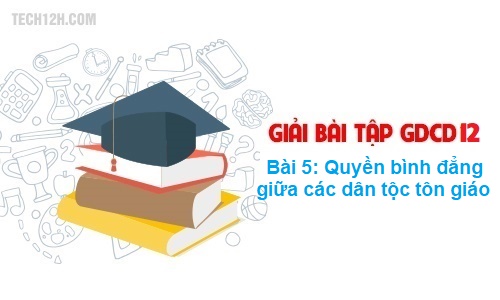 TECH12H.COM
GIẢI BÀI TẬP GDCD 12
Bài 5: Quyền bình đẳng
giữa các dân tộc tôn giáo